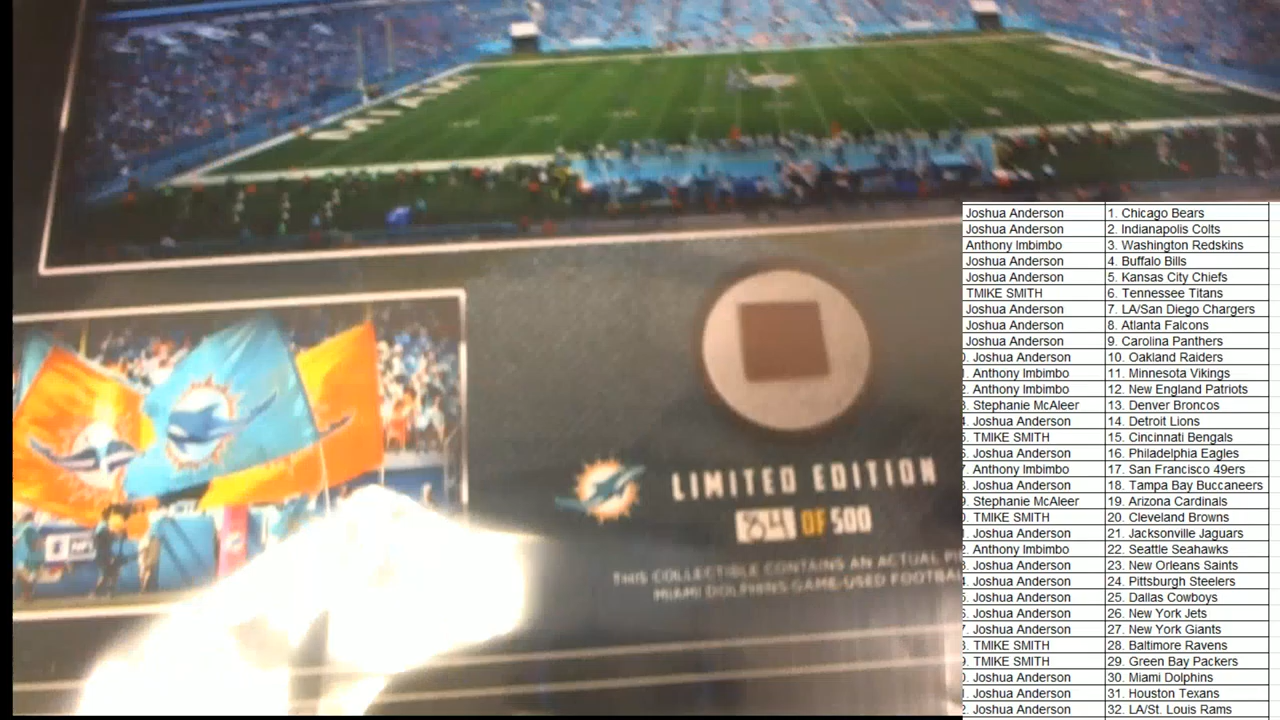 MIAMI
LIMITED EDITION
84 OF 500
THIS COLLECTIBLE CONTAINS AN ACTUAL
MIAMI DOLPHINS GAME-USED
Joshua Anderson 1. Chicago Bears
Joshua Anderson 2. Indianapolis Colts
Anthony Imbimbo 3. Washington Redskins
Joshua Anderson 4. Buffalo Bills
Joshua Anderson 5. Kansas City Chiefs
TMIKE SMITH 6. Tennessee Titans
Joshua Anderson 7. LA/San Diego Chargers
Joshua Anderson 8. Atlanta Falcons
Joshua Anderson 9. Carolina Panthers
Joshua Anderson 10. Oakland Raiders
Anthony Imbimbo 11. Minnesota Vikings
Anthony Imbimbo 12. New England Patriots
Stephanie McAleer 13. Denver Broncos
Joshua Anderson 14. Detroit Lions
TMIKE SMITH 15. Cincinnati Bengals
Joshua Anderson 16. Philadelphia Eagles
Anthony Imbimbo 17. San Francisco 49ers
Joshua Anderson 18. Tampa Bay Buccaneers
Stephanie McAleer 19. Arizona Cardinals
TMIKE SMITH 20. Cleveland Browns
Joshua Anderson 21. Jacksonville Jaguars
Anthony Imbimbo 22. Seattle Seahawks
Joshua Anderson 23. New Orleans Saints
Joshua Anderson 24. Pittsburgh Steelers
Joshua Anderson 25. Dallas Cowboys
Joshua Anderson 26. New York Jets
Joshua Anderson 27. New York Giants
TMIKE SMITH 28. Baltimore Ravens
TMIKE SMITH 29. Green Bay Packers
Joshua Anderson 30. Miami Dolphins
Joshua Anderson 31. Houston Texans
Joshua Anderson 32. LA/St. Louis Rams